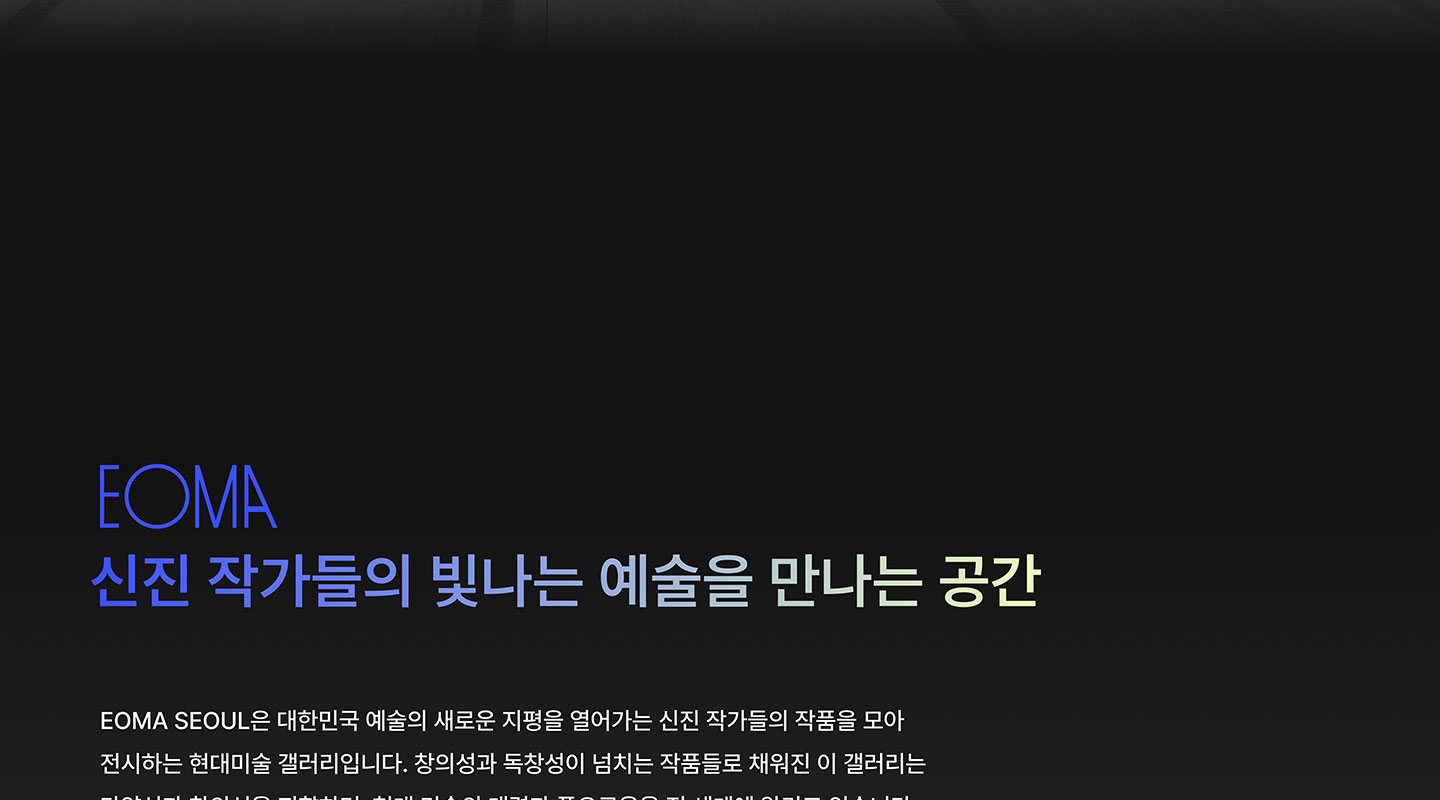 EOMA
신진 작가들의 빛나는 예술을 만나는 공간
EOMA SEOUL은 대한민국 예술의 새로운 지평을 열어가는 신진 작가들의 작품을 모아
전시하는 현대미술 갤러리입니다. 창의성과 독창성이 넘치는 작품들로 채워진 이 갤러리는